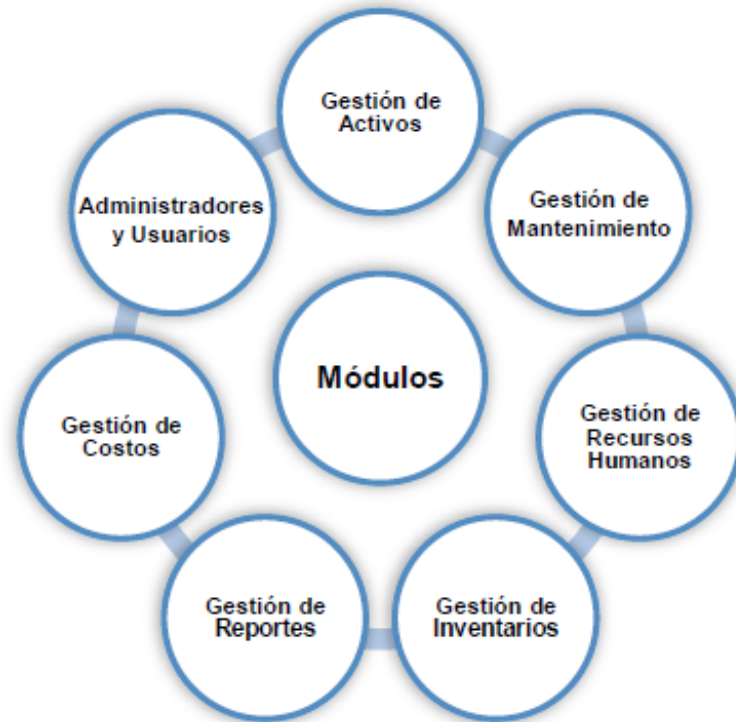 Gestión de
Activos
Gestión de
Mantenimiento
Gestión de
Recursos
Humanos
Gestión de
Inventarios
Gestión de
Reportes
Gestión de
Costos
Administradores
y Usuarios
Módulos